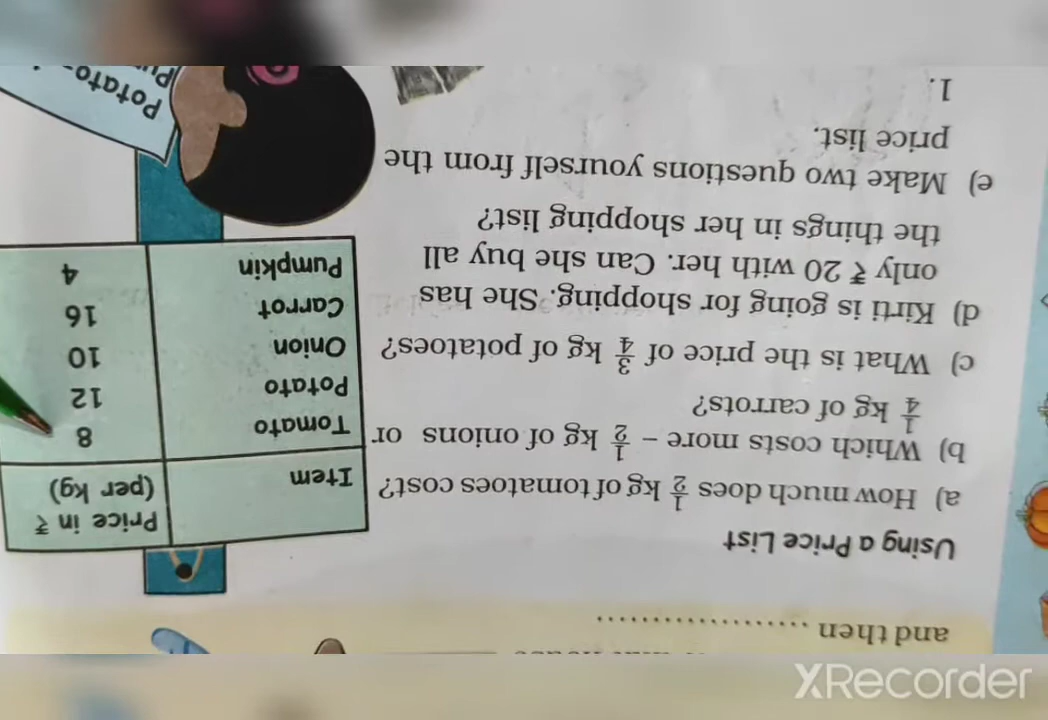 and then ...................
Using a Price List
a) How much does 1/2 kg of tomatoes cost?
b) Which costs more – 1/2 kg of onions or
1/4 kg of carrots?
c) What is the price of 3/4 kg of potatoes?
d) Kirti is going for shopping. She has
only ₹ 20 with her. Can she buy all
the things in her shopping list?
e) Make two questions yourself from the
price list.
1.
Item Price in ₹ (per kg)
Tomato 8
Potato 12
Onion 10
Carrot 16
Pumpkin 4
XRecorder